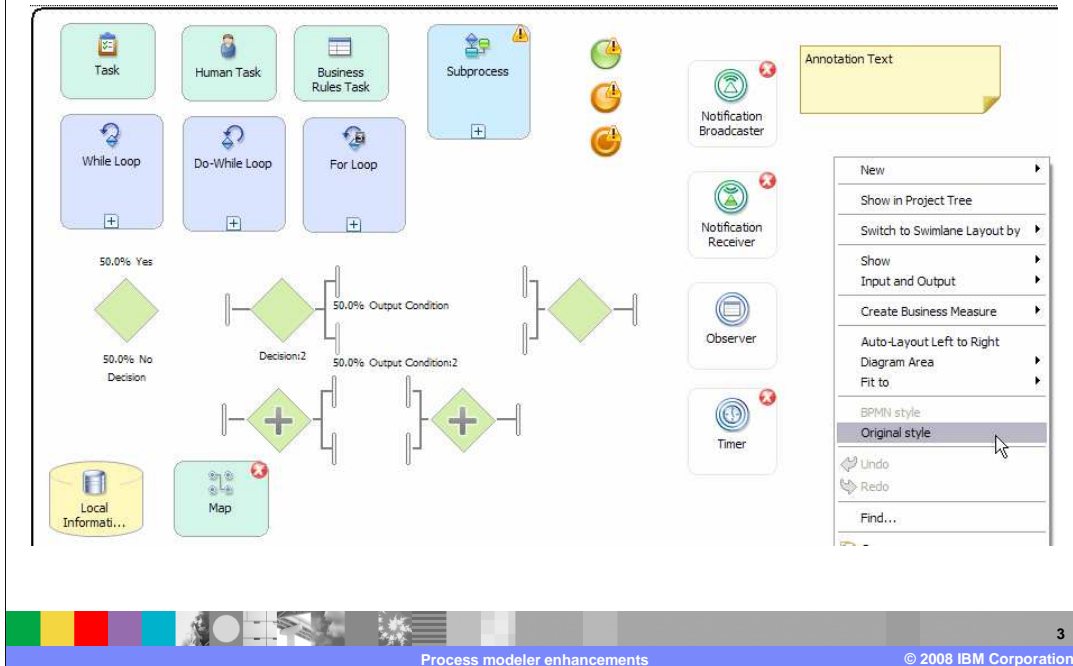 Task
Human Task
Business
Rules Task
Subprocess
While Loop
Do-While Loop
For Loop
50.0% Yes
50.0% No
Decision
50.0% Output Condition
Decision:2
50.0% Output Condition:2
Local
Informati...
Map
Notification
Broadcaster
Notification
Receiver
Observer
Timer
Annotation Text
New
Show in Project Tree
Switch to Swimlane Layout by
Show
Input and Output
Create Business Measure
Auto-Layout Left to Right
Diagram Area
Fit to
BPMN style
Original style
Undo
Redo
Find...
3
Process modeler enhancements
© 2008 IBM Corporation